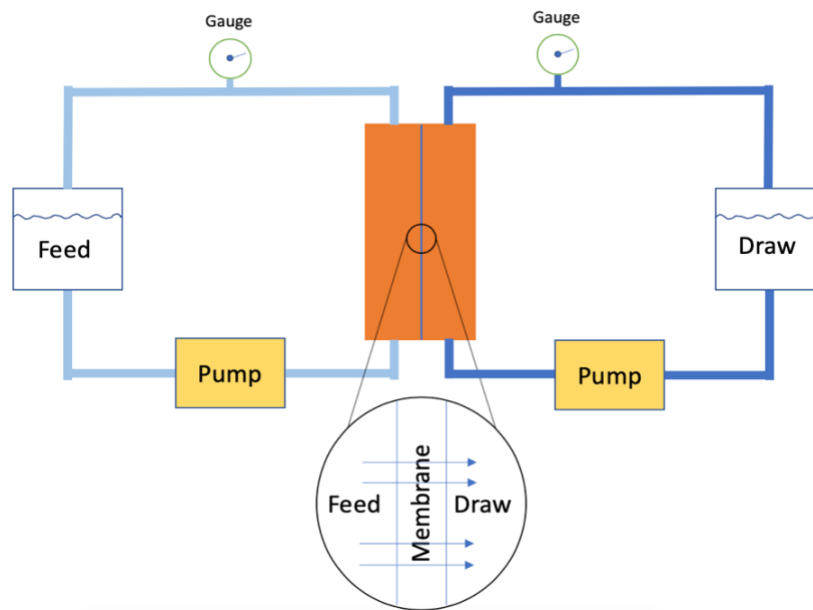 Gauge
Gauge
Feed
Draw
Pump
Pump
Feed
Membrane
Draw